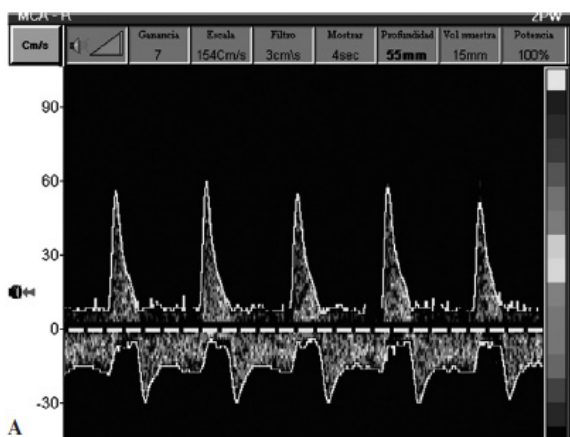 MCA - R 2PW
Cm/s Ganancia Escala Filtro Mostrar Profundidad Vol muestra Potencia
7 154Cm/s 3cm\s 4sec 55mm 15mm 100%
90
60
30
0
-30
A